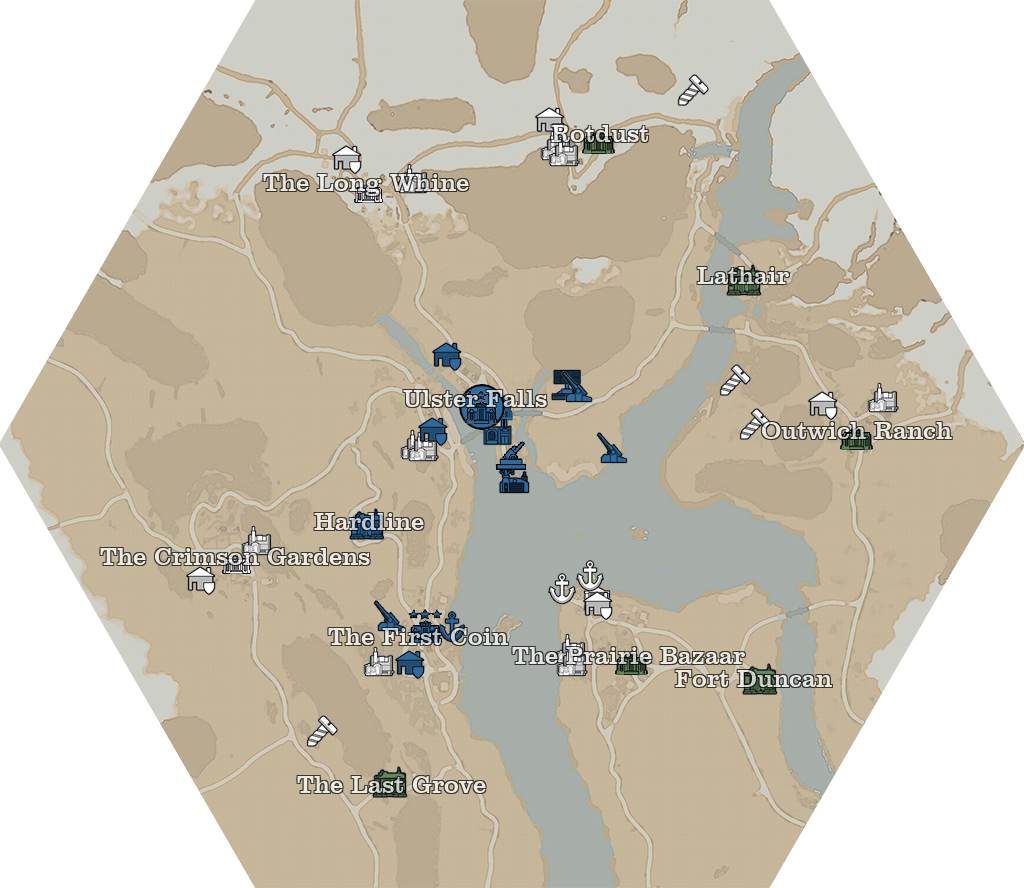 Rotdust
The Long Whine
Lathair
Ulster Falls
Outwich Ranch
Hardline
The Crimson Gardens
The First Coin
The Prairie Bazaar
Fort Duncan
The Last Grove